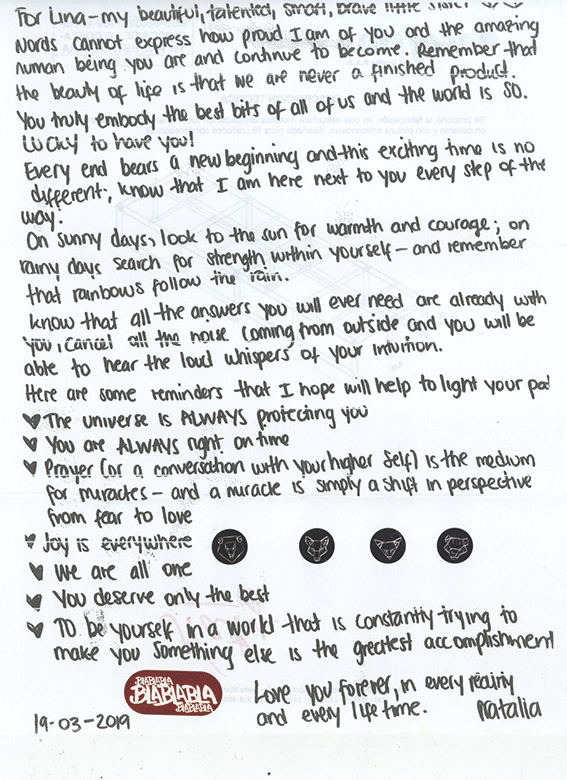 For Lina – my beautiful, talented, smart, brave little sister ♡♡
Words cannot express how proud I am of you and the amazing
human being you are and continue to become. Remember that
the beauty of life is that we are never a finished product.
You truly embody the best bits of all of us and the world is SO.
LUCKY to have you!
Every end bears a new beginning and this exciting time is no
different; know that I am here next to you every step of the
way.
On sunny days, look to the sun for warmth and courage; on
rainy days search for strength within yourself – and remember
that rainbows follow the rain.
Know that all the answers you will ever need are already with
you, cancel all the noise coming from outside and you will be
able to hear the loud whispers of your intuition.
Here are some reminders that I hope will help to light your pa
♥ The universe is ALWAYS protecting you
♥ You are ALWAYS right on time
♥ Prayer (or a conversation with your higher self) is the medium
for miracles – and a miracle is simply a shift in perspective
from fear to love
♥ Joy is everywhere
♥ We are all one
♥ You deserve only the best
♥ TO be yourself in a world that is constantly trying to
make you something else is the greatest accomplishment
BLABLABLA
BLABLABLA
BLABLABLA
Love you forever, in every reality
and every life time. Natalia
19-03-2019